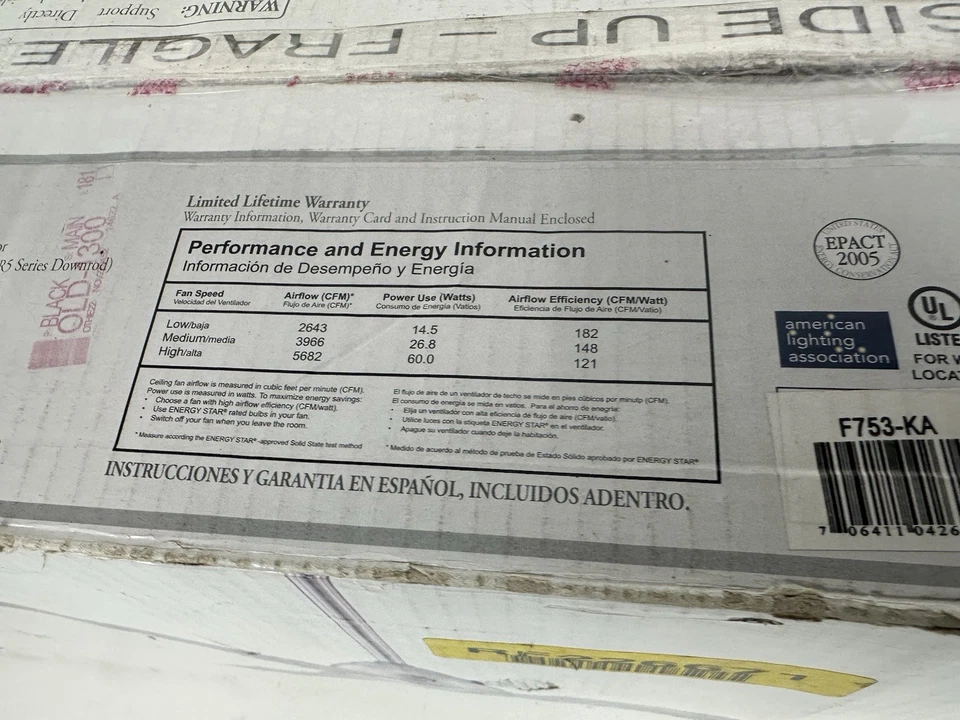 WARNING: Support Directly
SIDE UP – FRAGILE
Limited Lifetime Warranty
Warranty Information, Warranty Card and Instruction Manual Enclosed
or
R5 Series Downrod)
BLACK MAIN 181
OLD- 300
Performance and Energy Information
Información de Desempeño y Energía
Fan Speed Airflow (CFM)* Power Use (Watts) Airflow Efficiency (CFM/Watt)
Velocidad del Ventilador Flujo de Aire (CFM)* Consumo de Energía (Vatios) Eficiencia de Flujo de Aire (CFM/Vatio)
Low/baja 2643 14.5 182
Medium/media 3966 26.8 148
High/alta 5682 60.0 121
Ceiling fan airflow is measured in cubic feet per minute (CFM).
Power use is measured in watts. To maximize energy savings:
• Choose a fan with high airflow efficiency (CFM/watt).
• Use ENERGY STAR® rated bulbs in your fan.
• Switch off your fan when you leave the room.
* Measure according the ENERGY STAR® -approved Solid State test method
El flujo de aire de un ventilador de techo se mide en pies cúbicos por minuto (CFM).
El consumo de energía se mida en vatios. Para el ahorro de enegria:
• Elija un ventilador con alta eficiencia de flujo de aire (CFM/vatio).
• Utilice luces con la stiqueta ENERGY STAR® en el ventilador.
• Apague su ventilador cuando deje la habitación.
* Medido de acuerdo al método de prueba de Estado Sólido aprobado por ENERGY STAR®
INSTRUCCIONES Y GARANTIA EN ESPAÑOL, INCLUIDOS ADENTRO.
UNITED STATES
EPACT
2005
american
lighting
association
UL
LISTE
FOR
LOCA
F753-KA
7 06411 0426